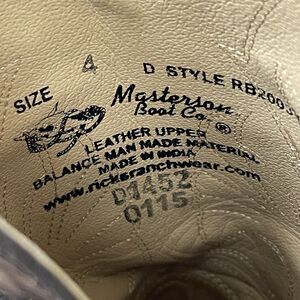 SIZE 4 D STYLE RB2003
Masterson
Boot Co.®
LEATHER UPPER
BALANCE MAN MADE MATERIAL
MADE IN INDIA
www.ricksranchwear.com
D1452
0115